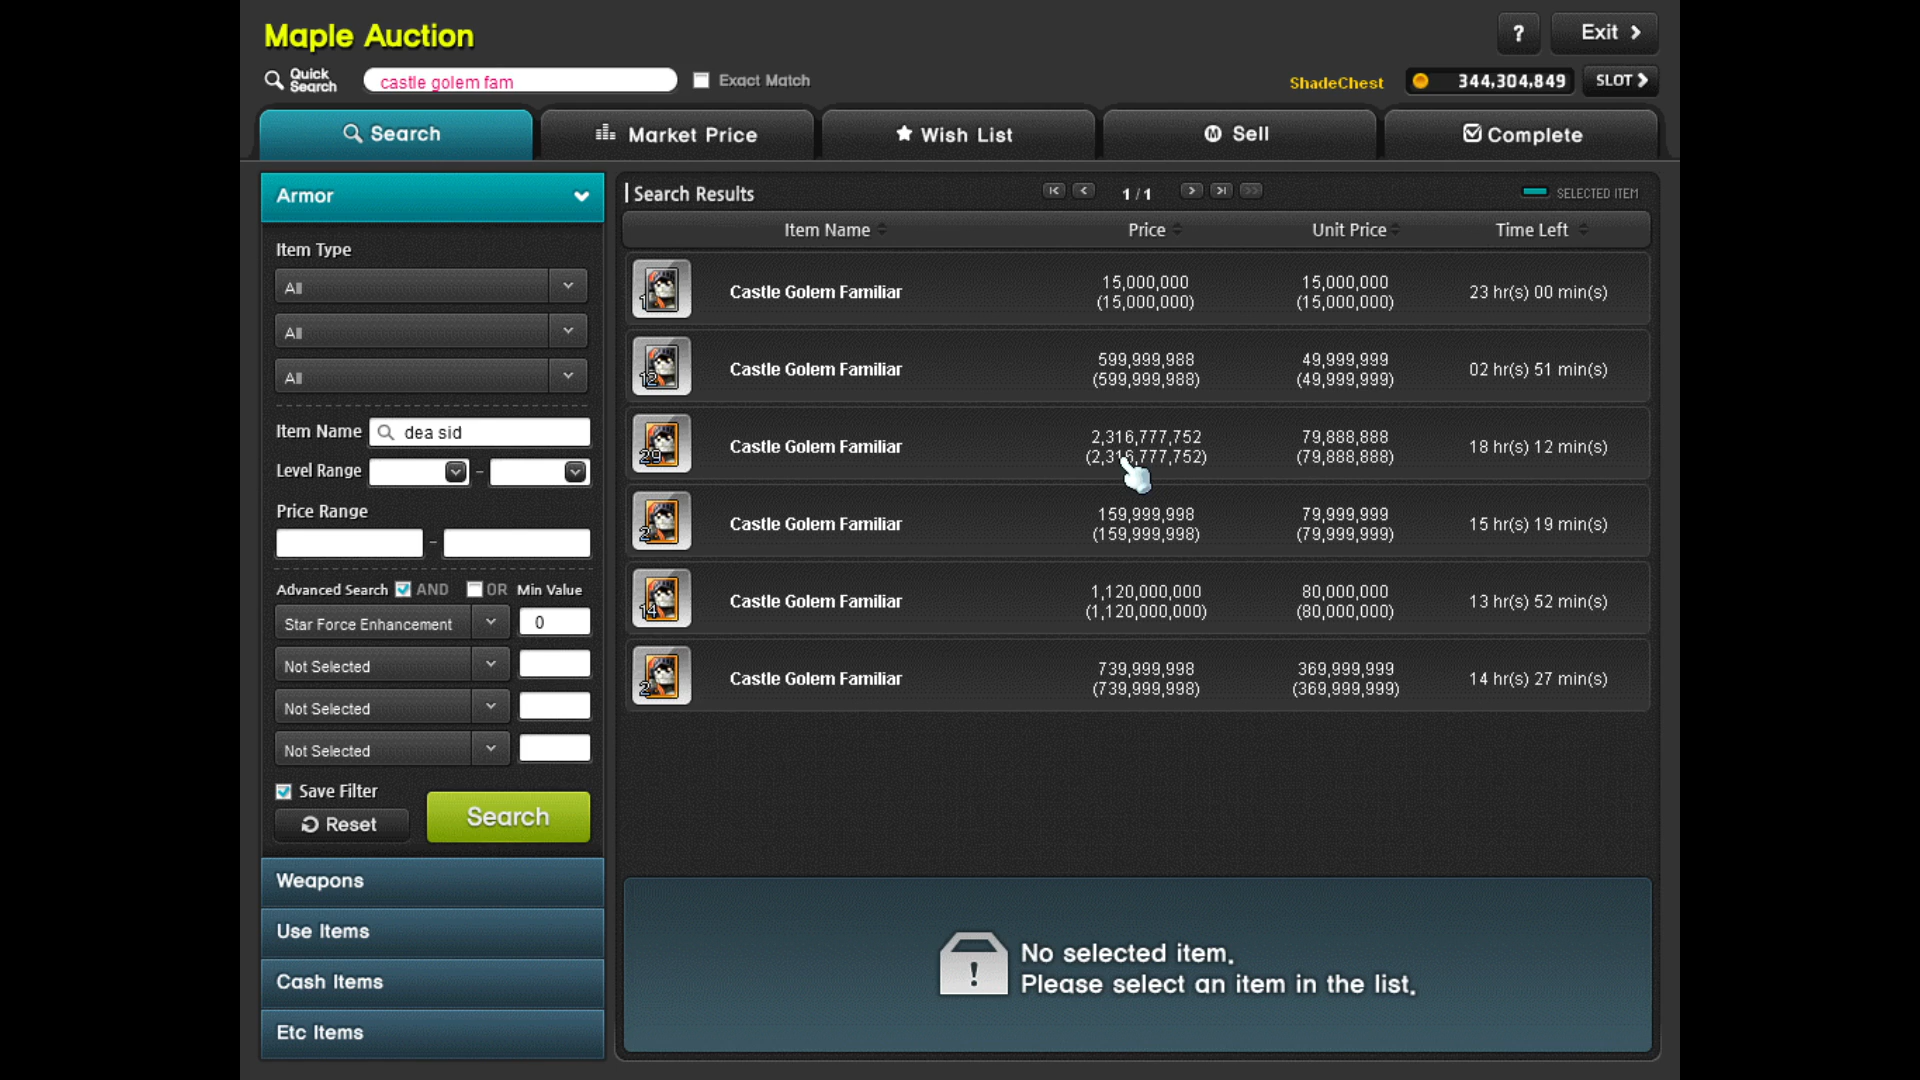 Maple Auction
?
Exit
Quick Search
castle golem fam
Exact Match
ShadeChest
344,304,849
SLOT
Search
Market Price
Wish List
Sell
Complete
Armor
Item Type
All
All
All
Item Name
dea sid
Level Range
-
Price Range
-
Advanced Search
AND
OR
Min Value
Star Force Enhancement
0
Not Selected
Not Selected
Not Selected
Save Filter
Reset
Search
Weapons
Use Items
Cash Items
Etc Items
Search Results
1 / 1
SELECTED ITEM
Item Name
Price
Unit Price
Time Left
1
Castle Golem Familiar
15,000,000
(15,000,000)
15,000,000
(15,000,000)
23 hr(s) 00 min(s)
12
Castle Golem Familiar
599,999,988
(599,999,988)
49,999,999
(49,999,999)
02 hr(s) 51 min(s)
29
Castle Golem Familiar
2,316,777,752
(2,316,777,752)
79,888,888
(79,888,888)
18 hr(s) 12 min(s)
2
Castle Golem Familiar
159,999,998
(159,999,998)
79,999,999
(79,999,999)
15 hr(s) 19 min(s)
14
Castle Golem Familiar
1,120,000,000
(1,120,000,000)
80,000,000
(80,000,000)
13 hr(s) 52 min(s)
2
Castle Golem Familiar
739,999,998
(739,999,998)
369,999,999
(369,999,999)
14 hr(s) 27 min(s)
No selected item.
Please select an item in the list.